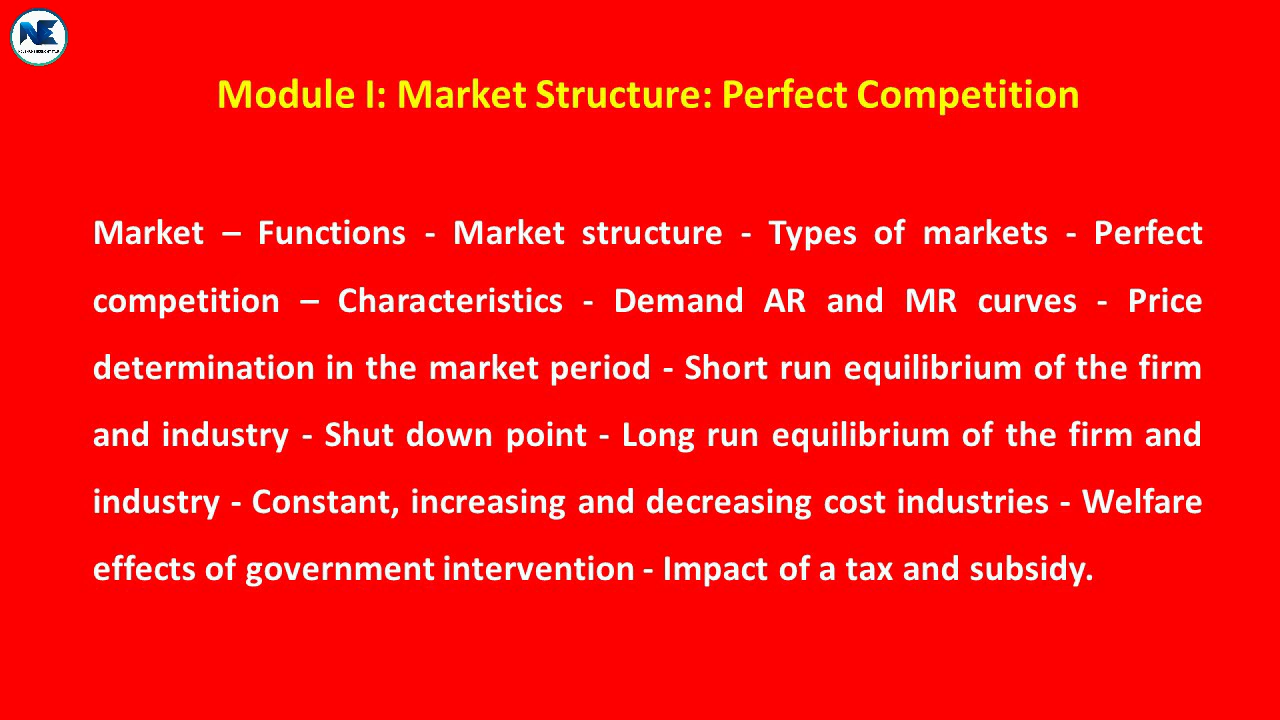 NE
Module I: Market Structure: Perfect Competition
Market – Functions - Market structure - Types of markets - Perfect
competition – Characteristics - Demand AR and MR curves - Price
determination in the market period - Short run equilibrium of the firm
and industry - Shut down point - Long run equilibrium of the firm and
industry - Constant, increasing and decreasing cost industries - Welfare
effects of government intervention - Impact of a tax and subsidy.